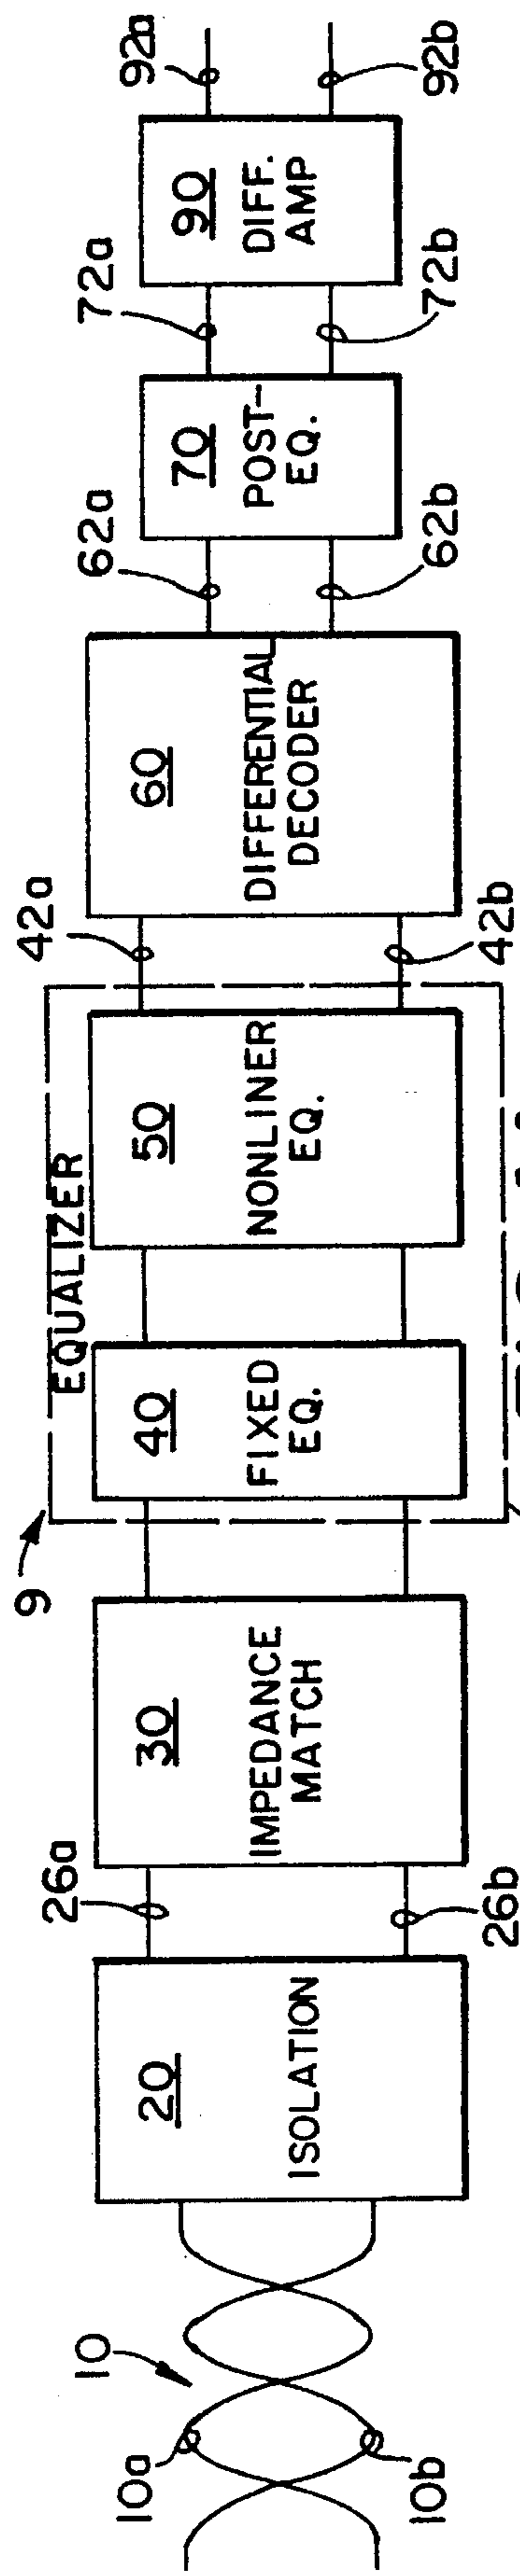 10
10a
10b
20
ISOLATION
26a
26b
30
IMPEDANCE
MATCH
9
EQUALIZER
40
FIXED
EQ.
50
NONLINER
EQ.
42a
42b
60
DIFFERENTIAL
DECODER
62a
62b
70
POST-
EQ.
72a
72b
90
DIFF.
AMP
92a
92b